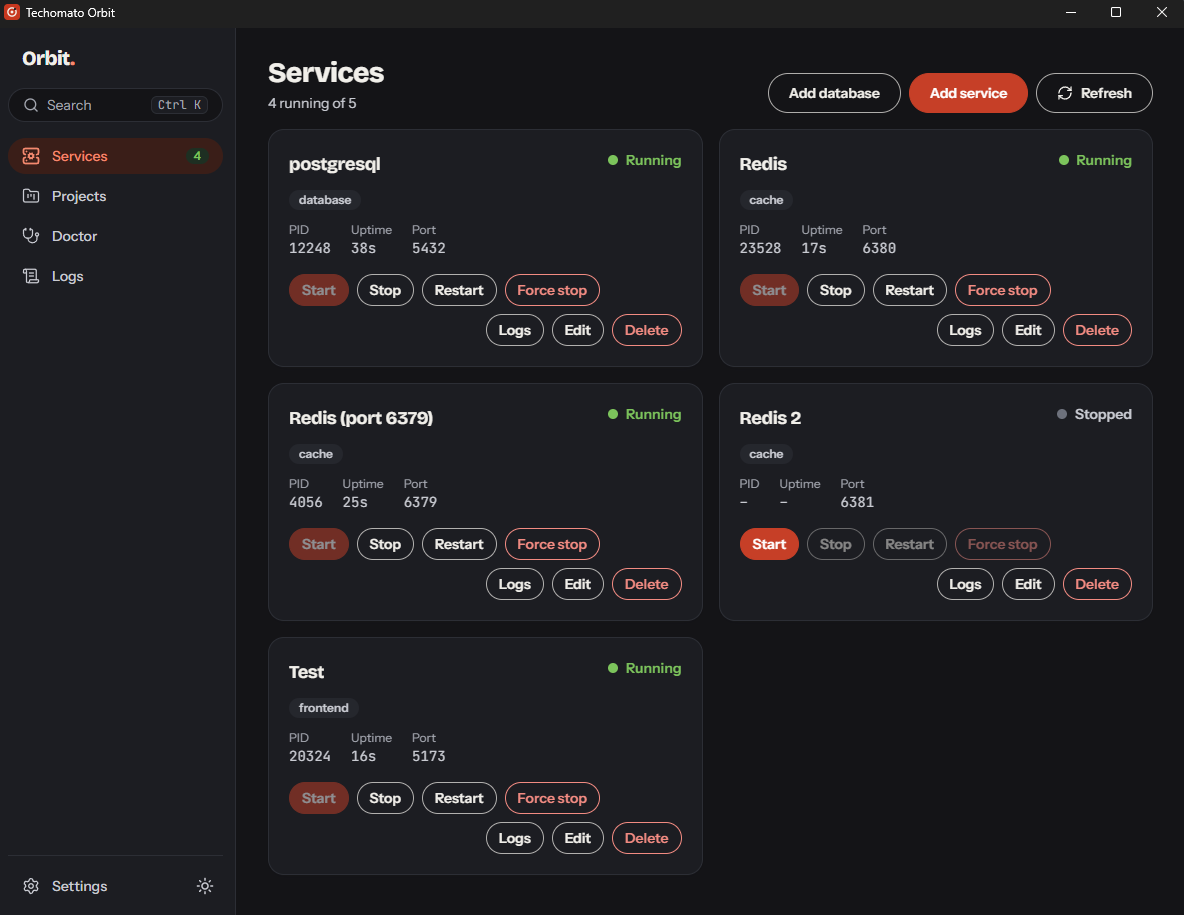 Techomato Orbit
Orbit.
Search Ctrl K
Services 4
Projects
Doctor
Logs
Settings
Services
4 running of 5
Add database Add service Refresh
postgresql Running
database
PID Uptime Port
12248 38s 5432
Start Stop Restart Force stop
Logs Edit Delete
Redis Running
cache
PID Uptime Port
23528 17s 6380
Start Stop Restart Force stop
Logs Edit Delete
Redis (port 6379) Running
cache
PID Uptime Port
4056 25s 6379
Start Stop Restart Force stop
Logs Edit Delete
Redis 2 Stopped
cache
PID Uptime Port
– – 6381
Start Stop Restart Force stop
Logs Edit Delete
Test Running
frontend
PID Uptime Port
20324 16s 5173
Start Stop Restart Force stop
Logs Edit Delete